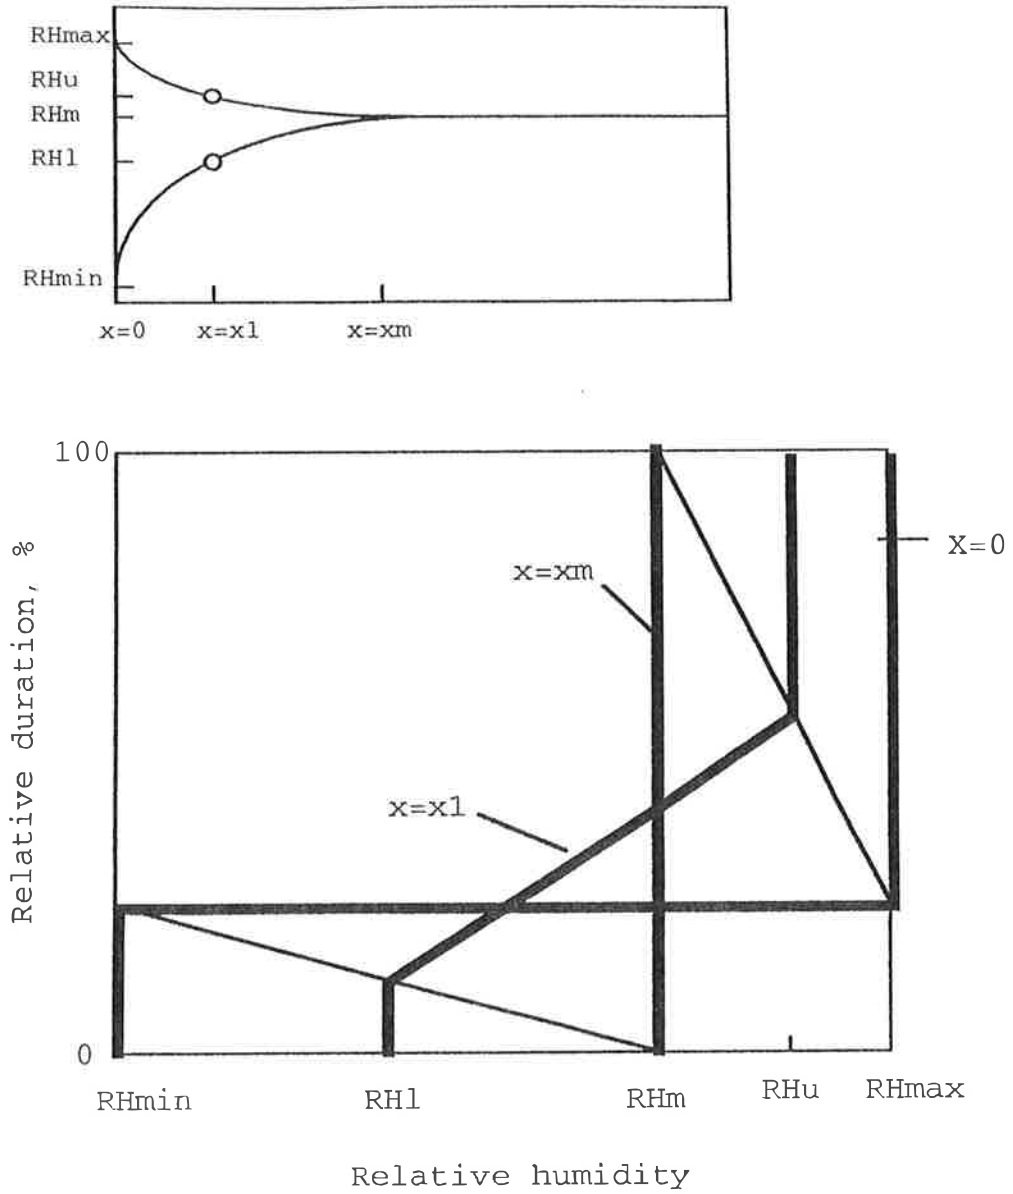 RHmax
RHu
RHm
RHl
RHmin
x=0 x=x1 x=xm
100
X=0
x=xm
x=x1
Relative duration, %
0
RHmin RHl RHm RHu RHmax
Relative humidity